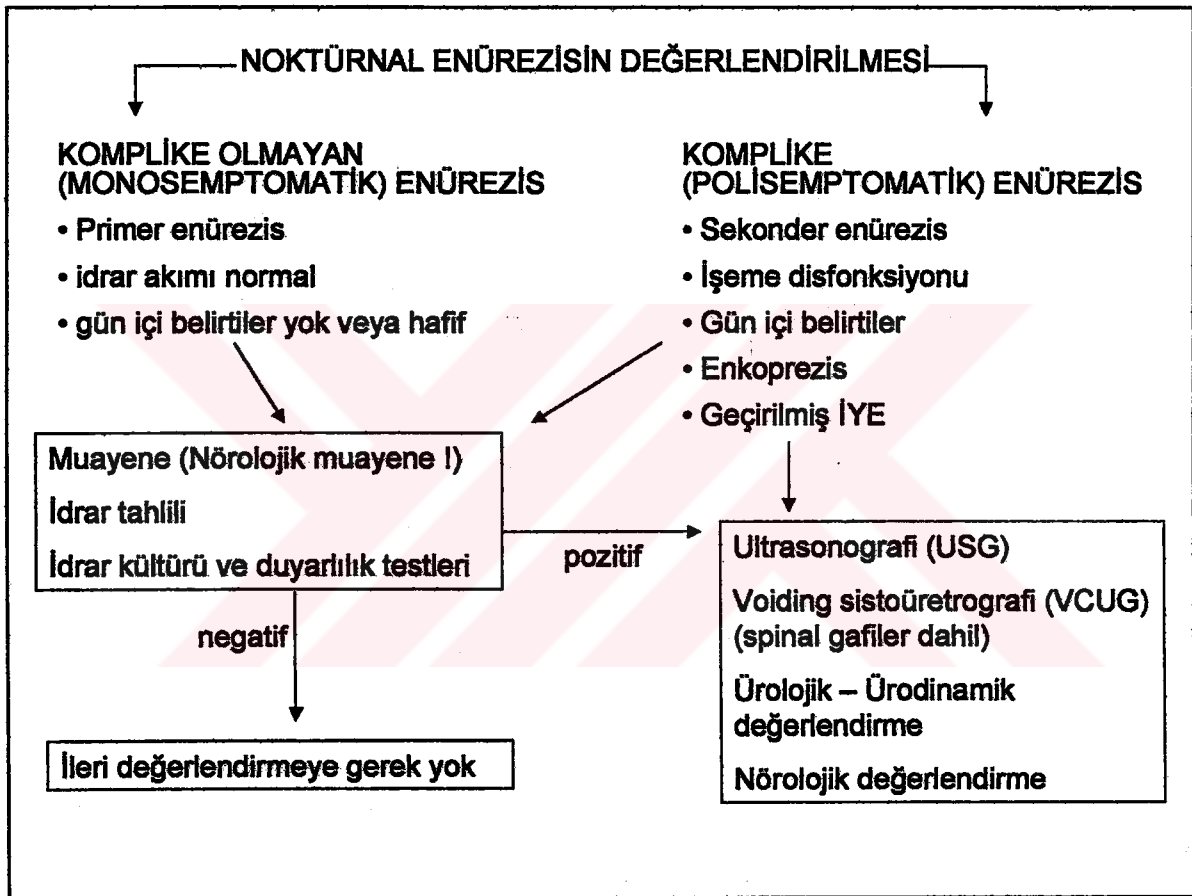 NOKTÜRNAL ENÜREZİSİN DEĞERLENDİRİLMESİ
KOMPLİKE OLMAYAN
(MONOSEMPTOMATİK) ENÜREZİS
• Primer enürezis
• idrar akımı normal
• gün içi belirtiler yok veya hafif
KOMPLİKE
(POLİSEMPTOMATİK) ENÜREZİS
• Sekonder enürezis
• İşeme disfonksiyonu
• Gün içi belirtiler
• Enkoprezis
• Geçirilmiş İYE
Muayene (Nörolojik muayene !)
İdrar tahlili
İdrar kültürü ve duyarlılık testleri
pozitif
negatif
İleri değerlendirmeye gerek yok
Ultrasonografi (USG)
Voiding sistoüretrografi (VCUG)
(spinal gafiler dahil)
Ürolojik – Ürodinamik
değerlendirme
Nörolojik değerlendirme